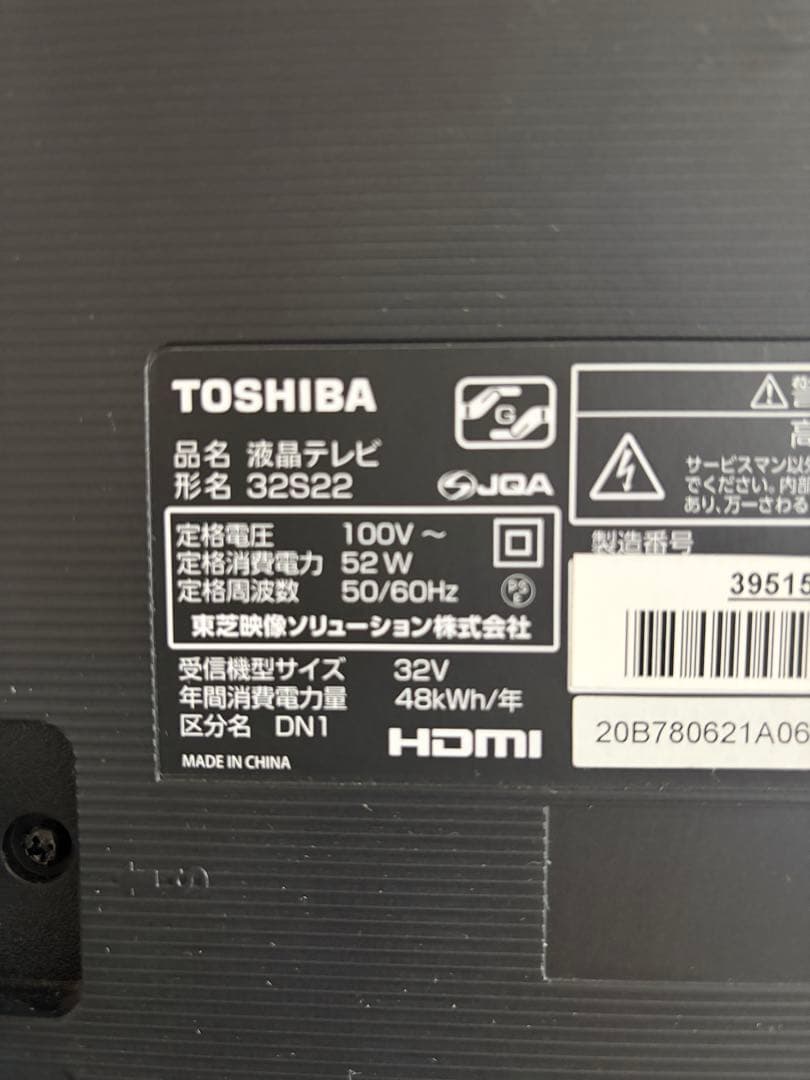 TOSHIBA
G
品名 液晶テレビ
形名 32S22
JQA
定格電圧 100V～
定格消費電力 52W
定格周波数 50/60Hz
PS
E
東芝映像ソリューション株式会社
受信機型サイズ 32V
年間消費電力量 48kWh/年
区分名 DN1
HDMI
MADE IN CHINA
高
サービスマン以外
でください。内部
あり、万一さわる
製造番号
39515
20B780621A06